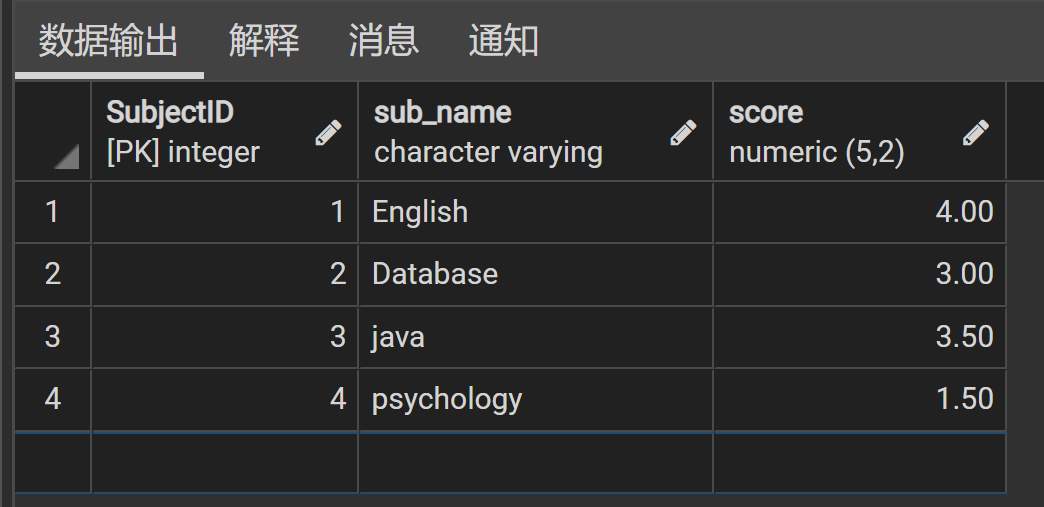 数据输出 解释 消息 通知
SubjectID sub_name score
[PK] integer character varying numeric (5,2)
1 1 English 4.00
2 2 Database 3.00
3 3 java 3.50
4 4 psychology 1.50